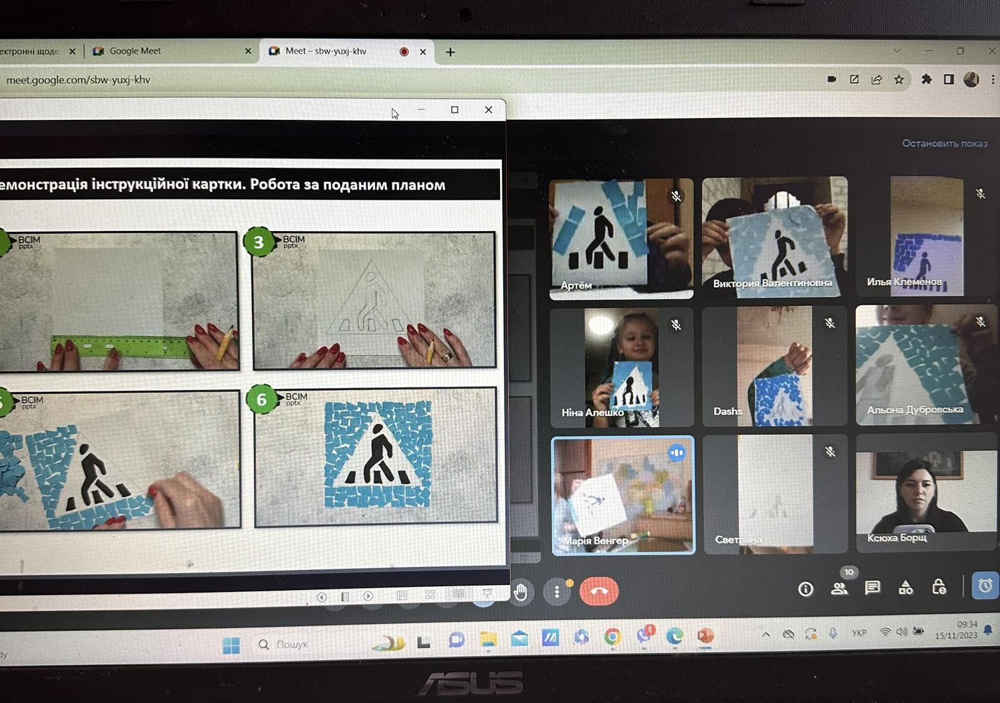 ектронні щоде
Google Meet
Meet – sbw-yuxj-khv
meet.google.com/sbw-yuxj-khv
Остановить показ
емонстрація інструкційної картки. Робота за поданим планом
ВСІМ
pptx
3
ВСІМ
pptx
5
ВСІМ
pptx
6
ВСІМ
pptx
Артём
Виктория Валентиновна
Илья Клеменов
Ніна Алешко
Dashs
Альона Дубровська
Марія Венгер
Светлана
Ксюха Борщ
10
Пошук
8
УКР
09:34
15/11/2023
dy
ASUS